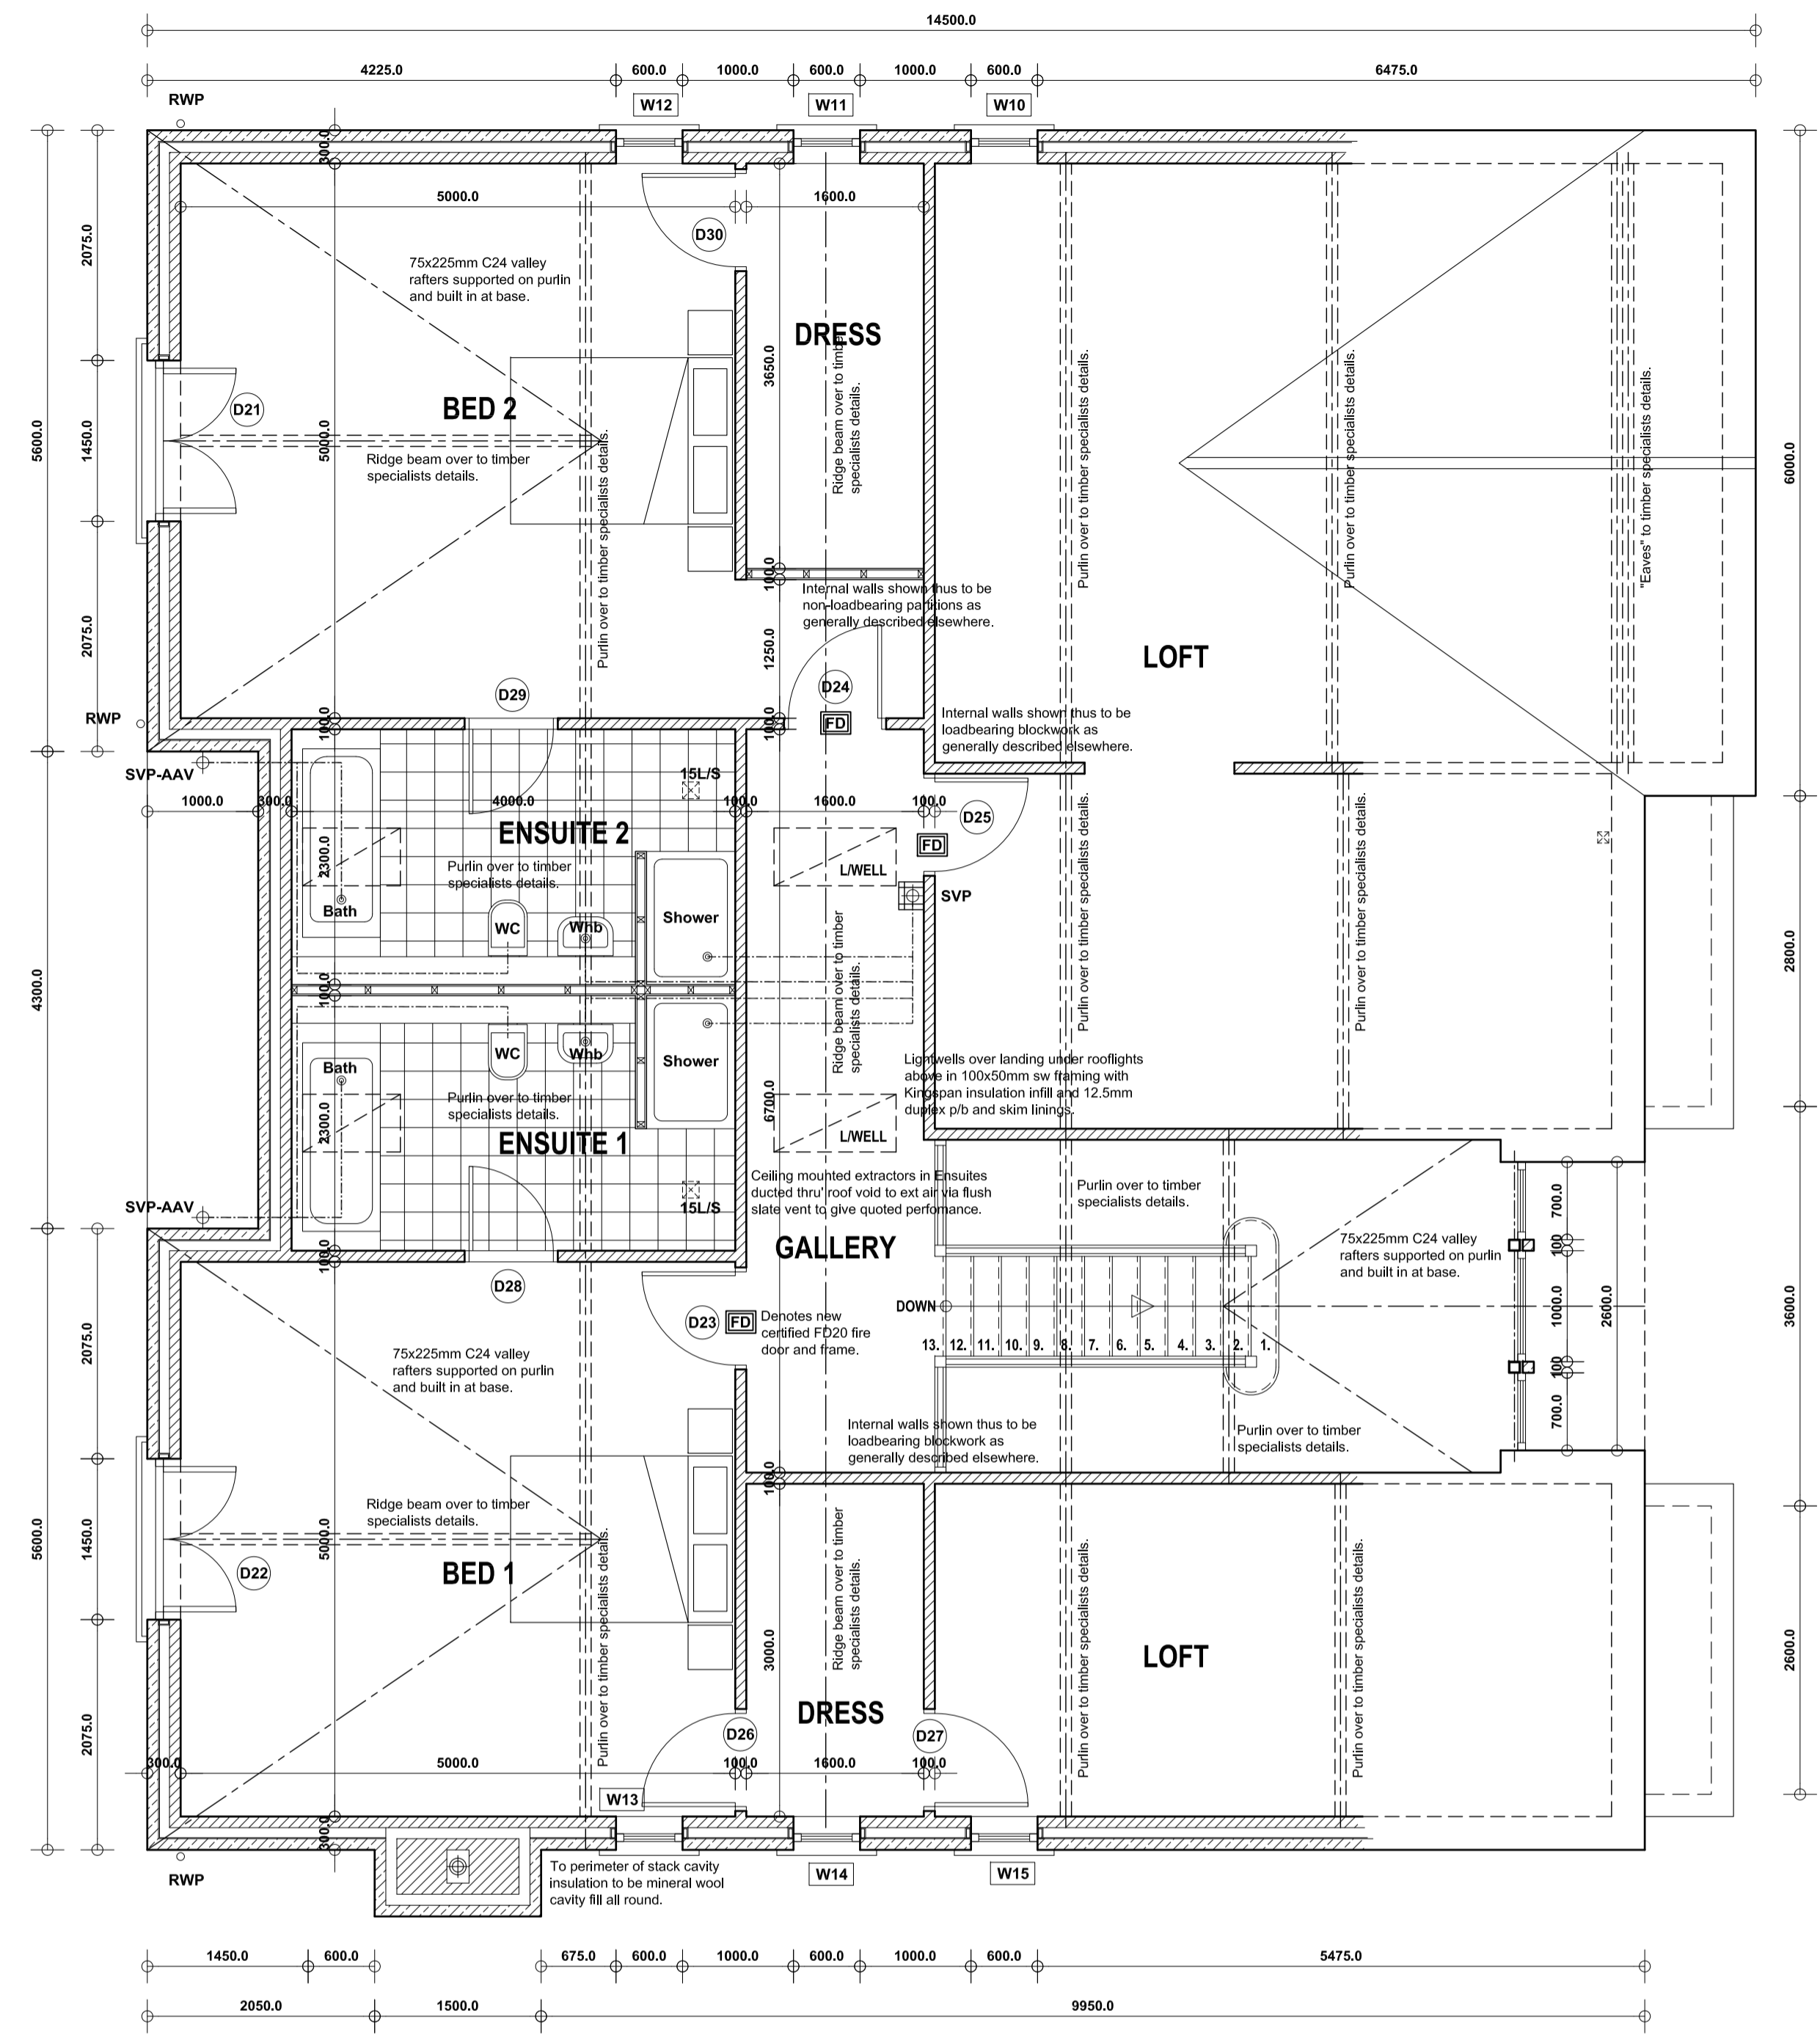 14500.0
4225.0
600.0
1000.0
600.0
1000.0
600.0
6475.0
RWP
W12
W11
W10
300.0
2075.0
5000.0
1600.0
D30
75x225mm C24 valley
rafters supported on purlin
and built in at base.
DRESS
3650.0
Ridge beam over to timber
specialists details.
Purlin over to timber specialists details.
Purlin over to timber specialists details.
"Eaves" to timber specialists details.
D21
BED 2
5600.0
1450.0
5000.0
Ridge beam over to timber
specialists details.
Purlin over to timber specialists details.
6000.0
100.0
Internal walls shown thus to be
non-loadbearing partitions as
generally described elsewhere.
2075.0
1250.0
LOFT
D29
D24
RWP
100.0
100.0
FD
Internal walls shown thus to be
loadbearing blockwork as
generally described elsewhere.
SVP-AAV
15L/S
1000.0
300.0
4000.0
100.0
1600.0
100.0
D25
ENSUITE 2
FD
2300.0
Purlin over to timber
specialists details.
L/WELL
SVP
Bath
WC
Whb
Shower
Ridge beam over to timber
specialists details.
Purlin over to timber specialists details.
Purlin over to timber specialists details.
2800.0
4300.0
100.0
WC
Whb
Shower
Bath
Lightwells over landing under rooflights
above in 100x50mm sw framing with
Kingspan insulation infill and 12.5mm
duplex p/b and skim linings.
Purlin over to timber
specialists details.
6700.0
2300.0
ENSUITE 1
L/WELL
Ceiling mounted extractors in Ensuites
ducted thru' roof void to ext air via flush
slate vent to give quoted perfomance.
SVP-AAV
15L/S
Purlin over to timber
specialists details.
700.0
GALLERY
75x225mm C24 valley
rafters supported on purlin
and built in at base.
100
100.0
D28
DOWN
1000.0
2600.0
3600.0
D23
FD
Denotes new
certified FD20 fire
door and frame.
13. 12. 11. 10. 9. 8. 7. 6. 5. 4. 3. 2. 1.
2075.0
75x225mm C24 valley
rafters supported on purlin
and built in at base.
100
700.0
Internal walls shown thus to be
loadbearing blockwork as
generally described elsewhere.
Purlin over to timber
specialists details.
100.0
Ridge beam over to timber
specialists details.
5600.0
1450.0
5000.0
D22
BED 1
Purlin over to timber specialists details.
3000.0
Ridge beam over to timber
specialists details.
Purlin over to timber specialists details.
Purlin over to timber specialists details.
LOFT
2600.0
DRESS
2075.0
D26
D27
300.0
5000.0
100.0
1600.0
100.0
W13
300.0
RWP
To perimeter of stack cavity
insulation to be mineral wool
cavity fill all round.
W14
W15
1450.0
600.0
675.0
600.0
1000.0
600.0
1000.0
600.0
5475.0
2050.0
1500.0
9950.0